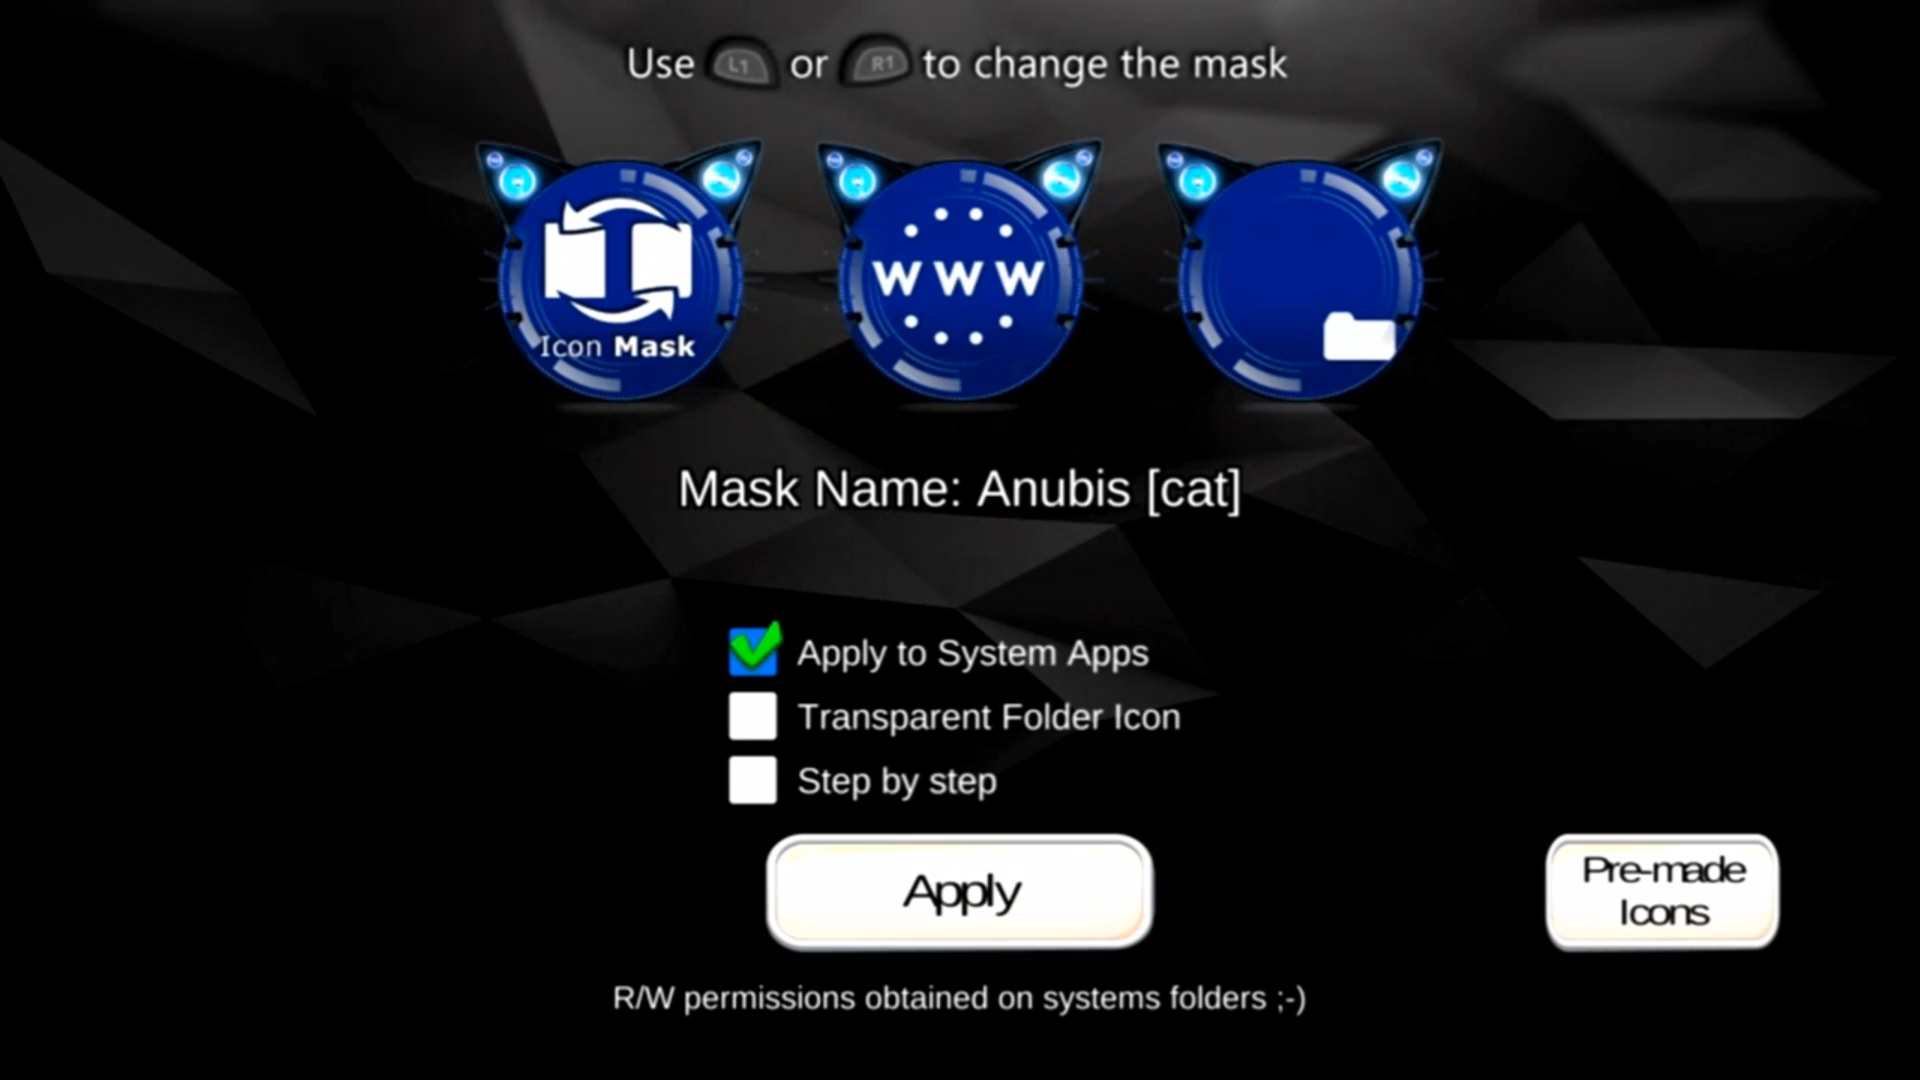 Use L1 or R1 to change the mask
Icon Mask
WWW
Mask Name: Anubis [cat]
Apply to System Apps
Transparent Folder Icon
Step by step
Apply
Pre-made
Icons
R/W permissions obtained on systems folders ;-)